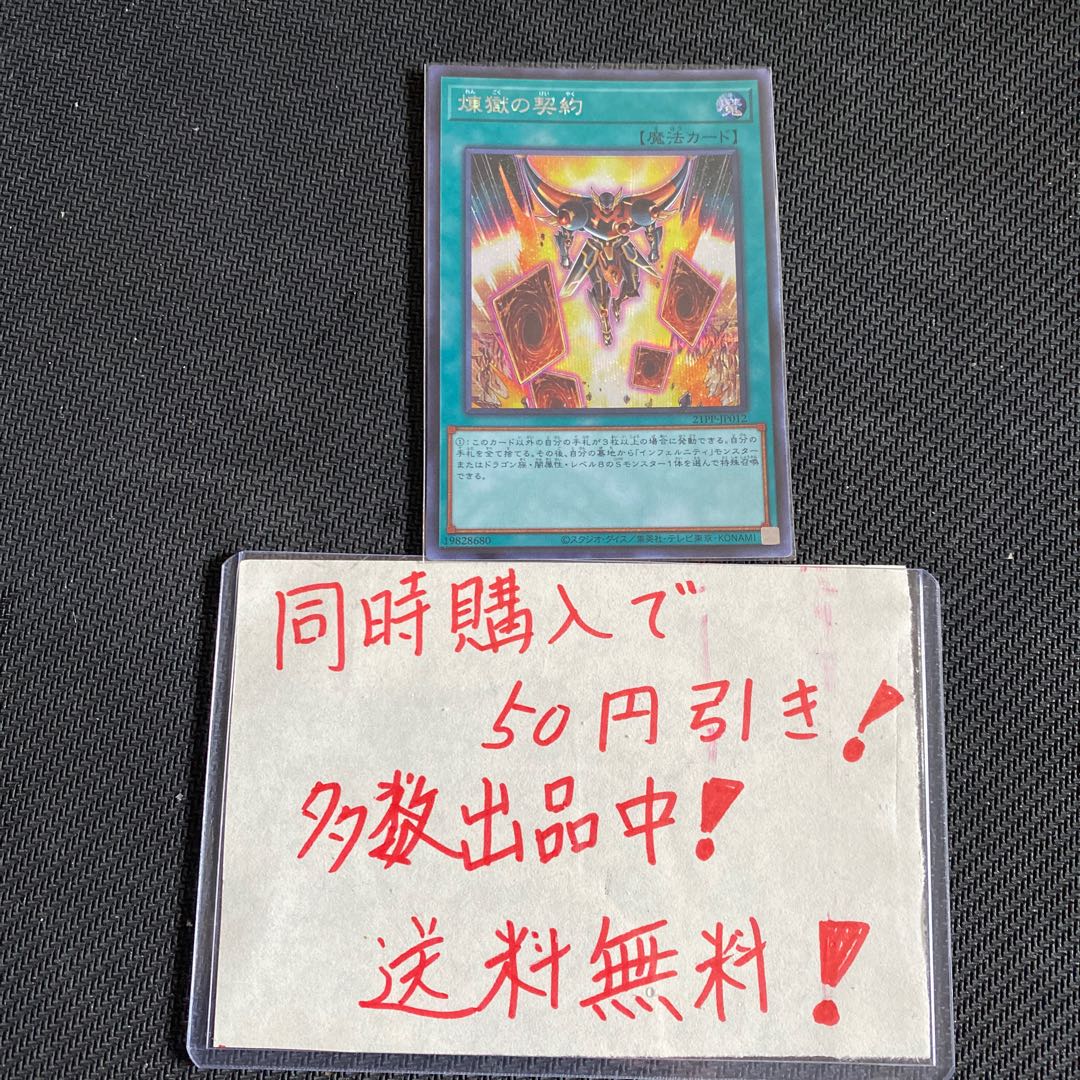 煉獄の契約
魔
【魔法カード】
21PP-JP012
①：このカード以外の自分の手札が３枚以上の場合に発動できる。自分の
手札を全て捨てる。その後、自分の墓地から「インフェルニティ」モンスター
またはドラゴン族・闇属性・レベル８のＳモンスター１体を選んで特殊召喚
できる。
19828680 ©スタジオ・ダイス／集英社・テレビ東京・KONAMI
同時購入で
50円引き！
多数出品中！
送料無料！